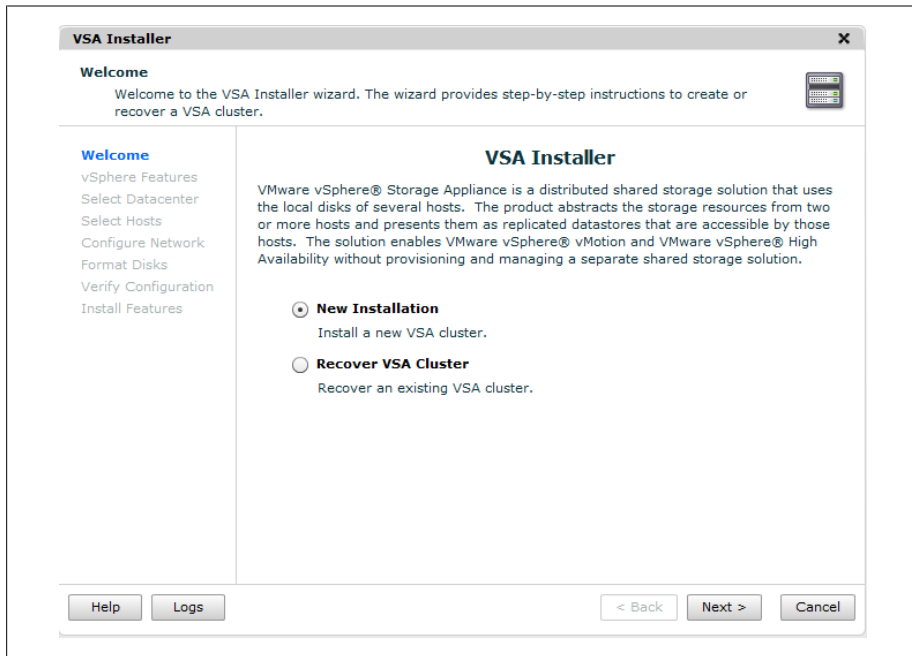 VSA Installer
Welcome
Welcome to the VSA Installer wizard. The wizard provides step-by-step instructions to create or
recover a VSA cluster.
Welcome
vSphere Features
Select Datacenter
Select Hosts
Configure Network
Format Disks
Verify Configuration
Install Features
VSA Installer
VMware vSphere® Storage Appliance is a distributed shared storage solution that uses
the local disks of several hosts. The product abstracts the storage resources from two
or more hosts and presents them as replicated datastores that are accessible by those
hosts. The solution enables VMware vSphere® vMotion and VMware vSphere® High
Availability without provisioning and managing a separate shared storage solution.
New Installation
Install a new VSA cluster.
Recover VSA Cluster
Recover an existing VSA cluster.
Help Logs < Back Next > Cancel